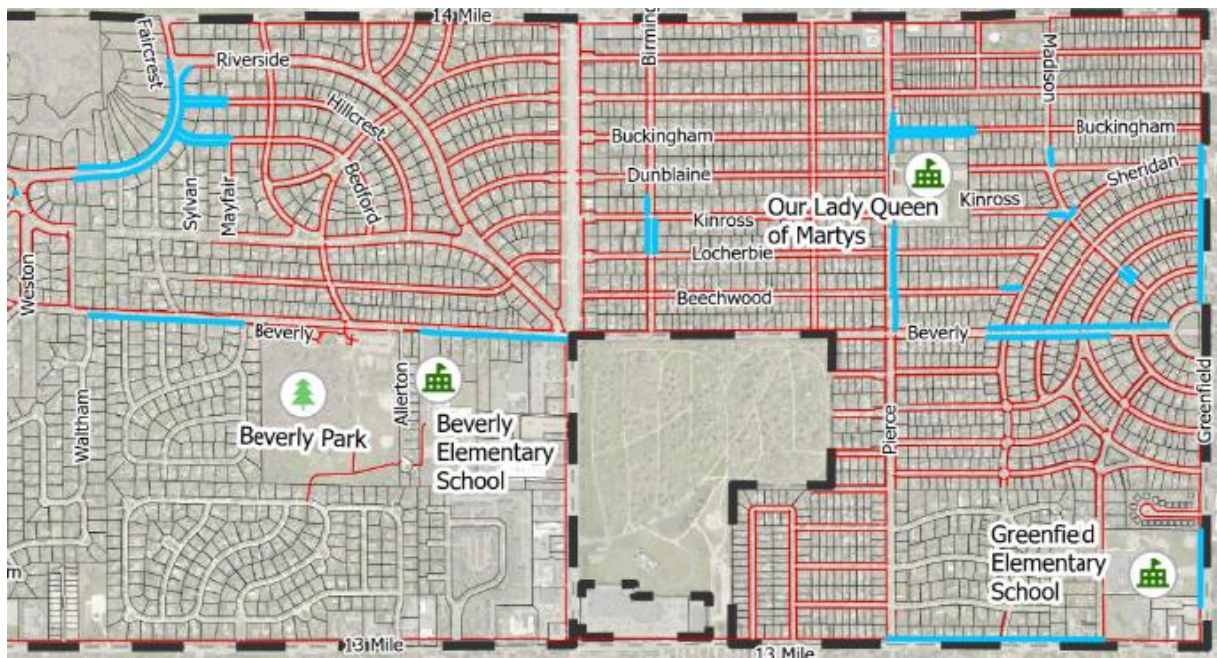 14 Mile
Faircrest
Riverside
Birming
Madison
Hillcrest
Buckingham
Buckingham
Dunblaine
Sheridan
Bedford
Sylvan
Mayfair
Kinross
Our Lady Queen
of Martys
Kinross
Locherbie
Weston
Beechwood
Beverly
Beverly
Allerton
Waltham
Beverly Park
Beverly
Elementary
School
Pierce
Greenfield
Greenfield
Elementary
School
m
13 Mile
13 Mile